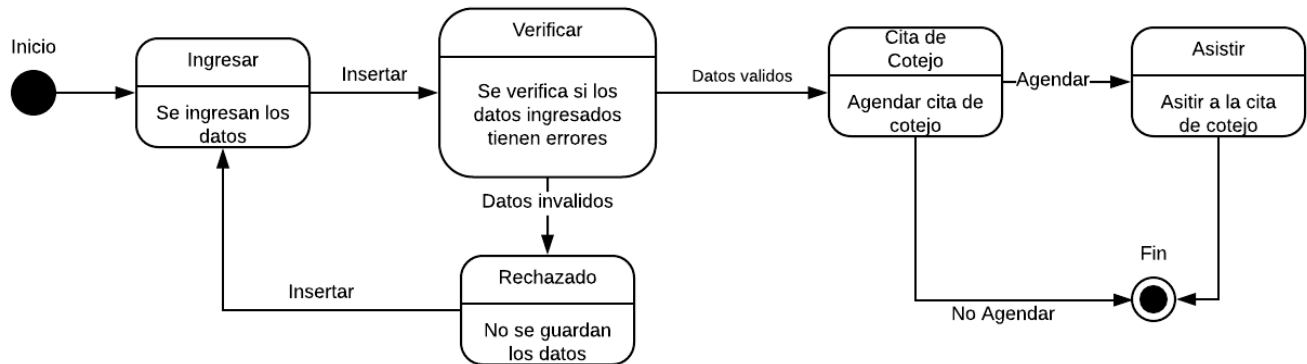 Inicio
Ingresar
Se ingresan los
datos
Insertar
Verificar
Se verifica si los
datos ingresados
tienen errores
Datos validos
Cita de
Cotejo
Agendar cita de
cotejo
Agendar
Asistir
Asitir a la cita
de cotejo
Datos invalidos
Rechazado
No se guardan
los datos
Insertar
No Agendar
Fin